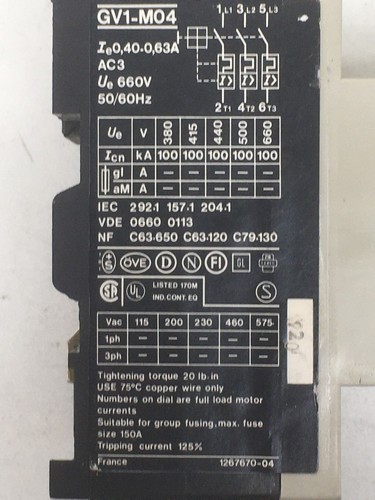 GV1-M04
1 L1 3 L2 5 L3
Ie 0,40-0,63A
AC3
Ue 660V
50/60Hz
I> I> I>
2 T1 4 T2 6 T3
Ue V 380 415 440 500 660
Icn kA 100 100 100 100 100
gl A — — — — —
aM A — — — — —
IEC 292.1 157.1 204.1
VDE 0660 0113
NF C63-650 C63-120 C79-130
+S ÖVE D N FI GL
SA UL LISTED 170M S
IND. CONT. EQ
Vac 115 200 230 460 575
1ph — — — — —
3ph — — — — —
Tightening torque 20 lb. in
USE 75°C copper wire only
Numbers on dial are full load motor
currents
Suitable for group fusing, max. fuse
size 150A
Tripping current 125%
France 1267670-04